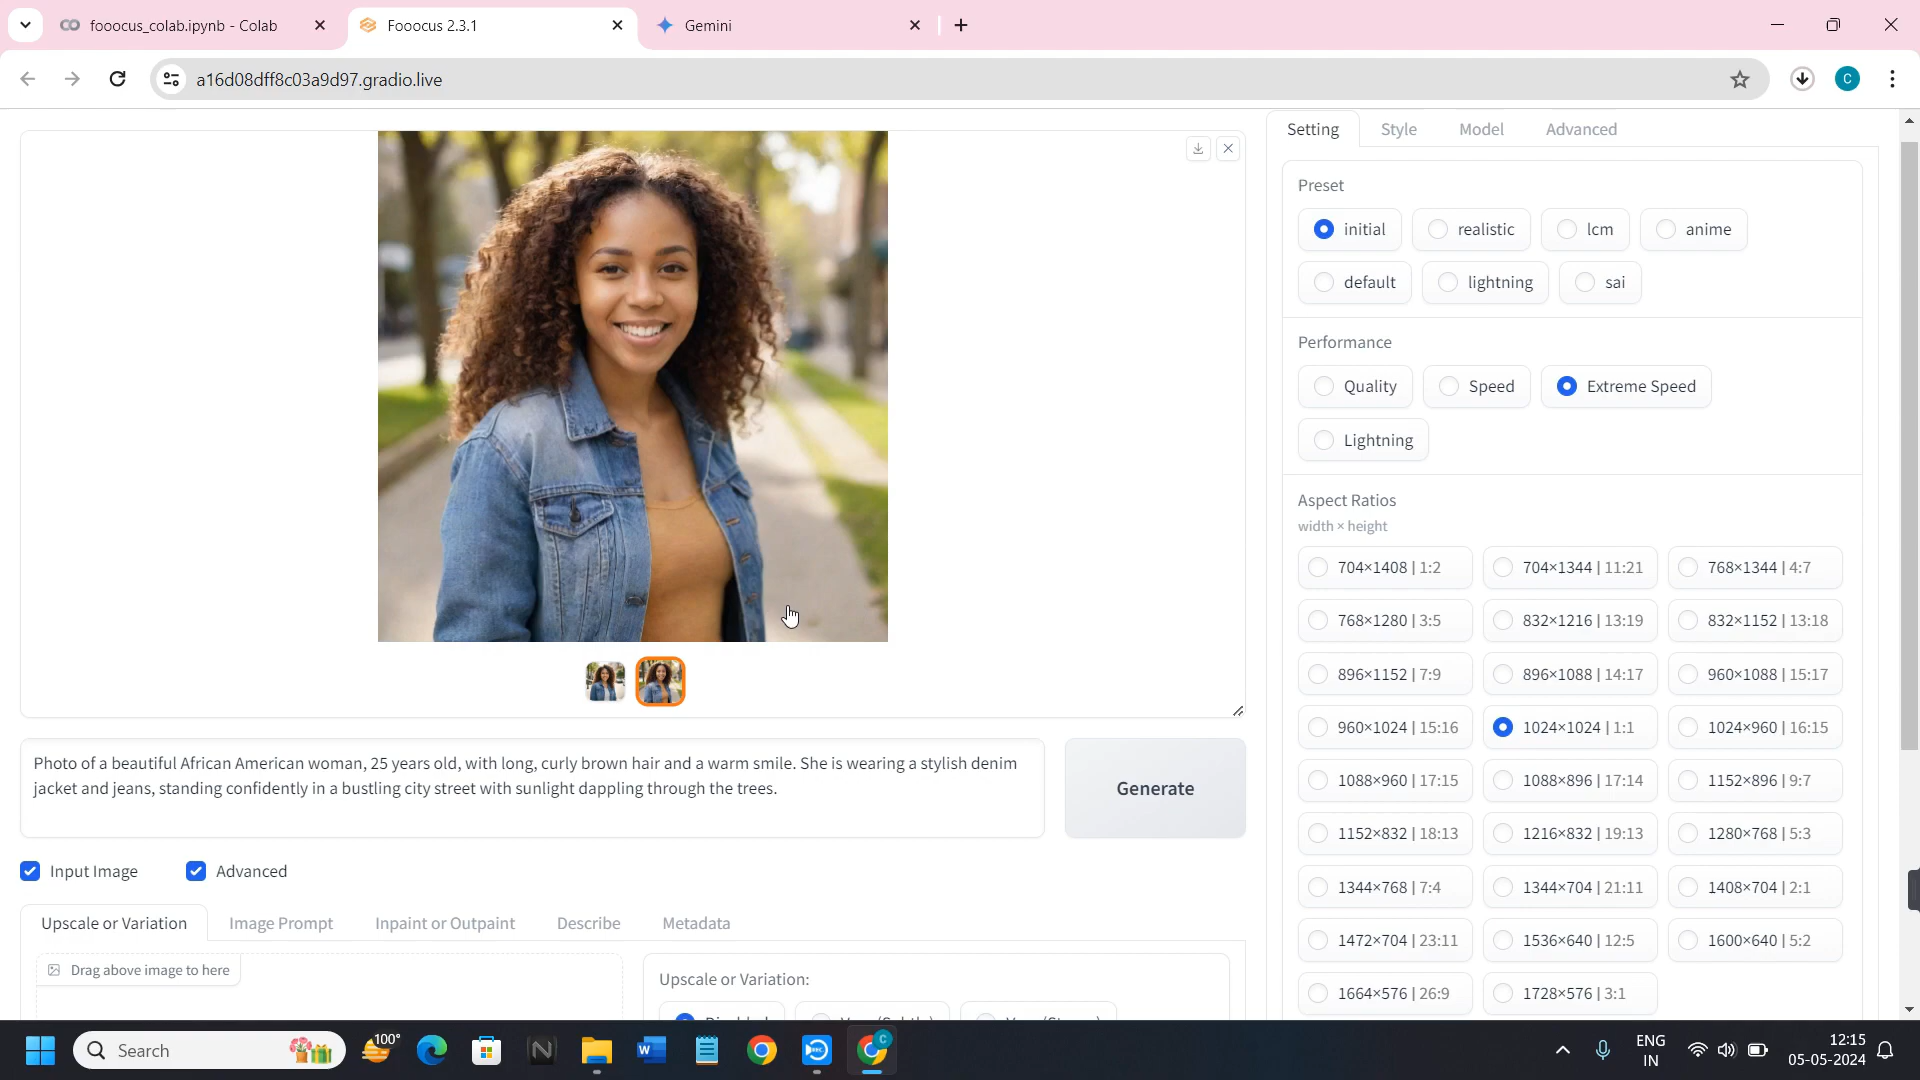 fooocus_colab.ipynb - Colab
Fooocus 2.3.1
Gemini
a16d08dff8c03a9d97.gradio.live
C
Setting Style Model Advanced
Preset
initial realistic lcm anime
default lightning sai
Performance
Quality Speed Extreme Speed
Lightning
Aspect Ratios
width × height
704×1408 | 1:2 704×1344 | 11:21 768×1344 | 4:7
768×1280 | 3:5 832×1216 | 13:19 832×1152 | 13:18
896×1152 | 7:9 896×1088 | 14:17 960×1088 | 15:17
960×1024 | 15:16 1024×1024 | 1:1 1024×960 | 16:15
1088×960 | 17:15 1088×896 | 17:14 1152×896 | 9:7
1152×832 | 18:13 1216×832 | 19:13 1280×768 | 5:3
1344×768 | 7:4 1344×704 | 21:11 1408×704 | 2:1
1472×704 | 23:11 1536×640 | 12:5 1600×640 | 5:2
1664×576 | 26:9 1728×576 | 3:1
Photo of a beautiful African American woman, 25 years old, with long, curly brown hair and a warm smile. She is wearing a stylish denim
jacket and jeans, standing confidently in a bustling city street with sunlight dappling through the trees.
Generate
Input Image Advanced
Upscale or Variation Image Prompt Inpaint or Outpaint Describe Metadata
Drag above image to here
Upscale or Variation:
Disabled Vary (Subtle) Vary (Strong)
Search
100°
ENG
IN
12:15
05-05-2024